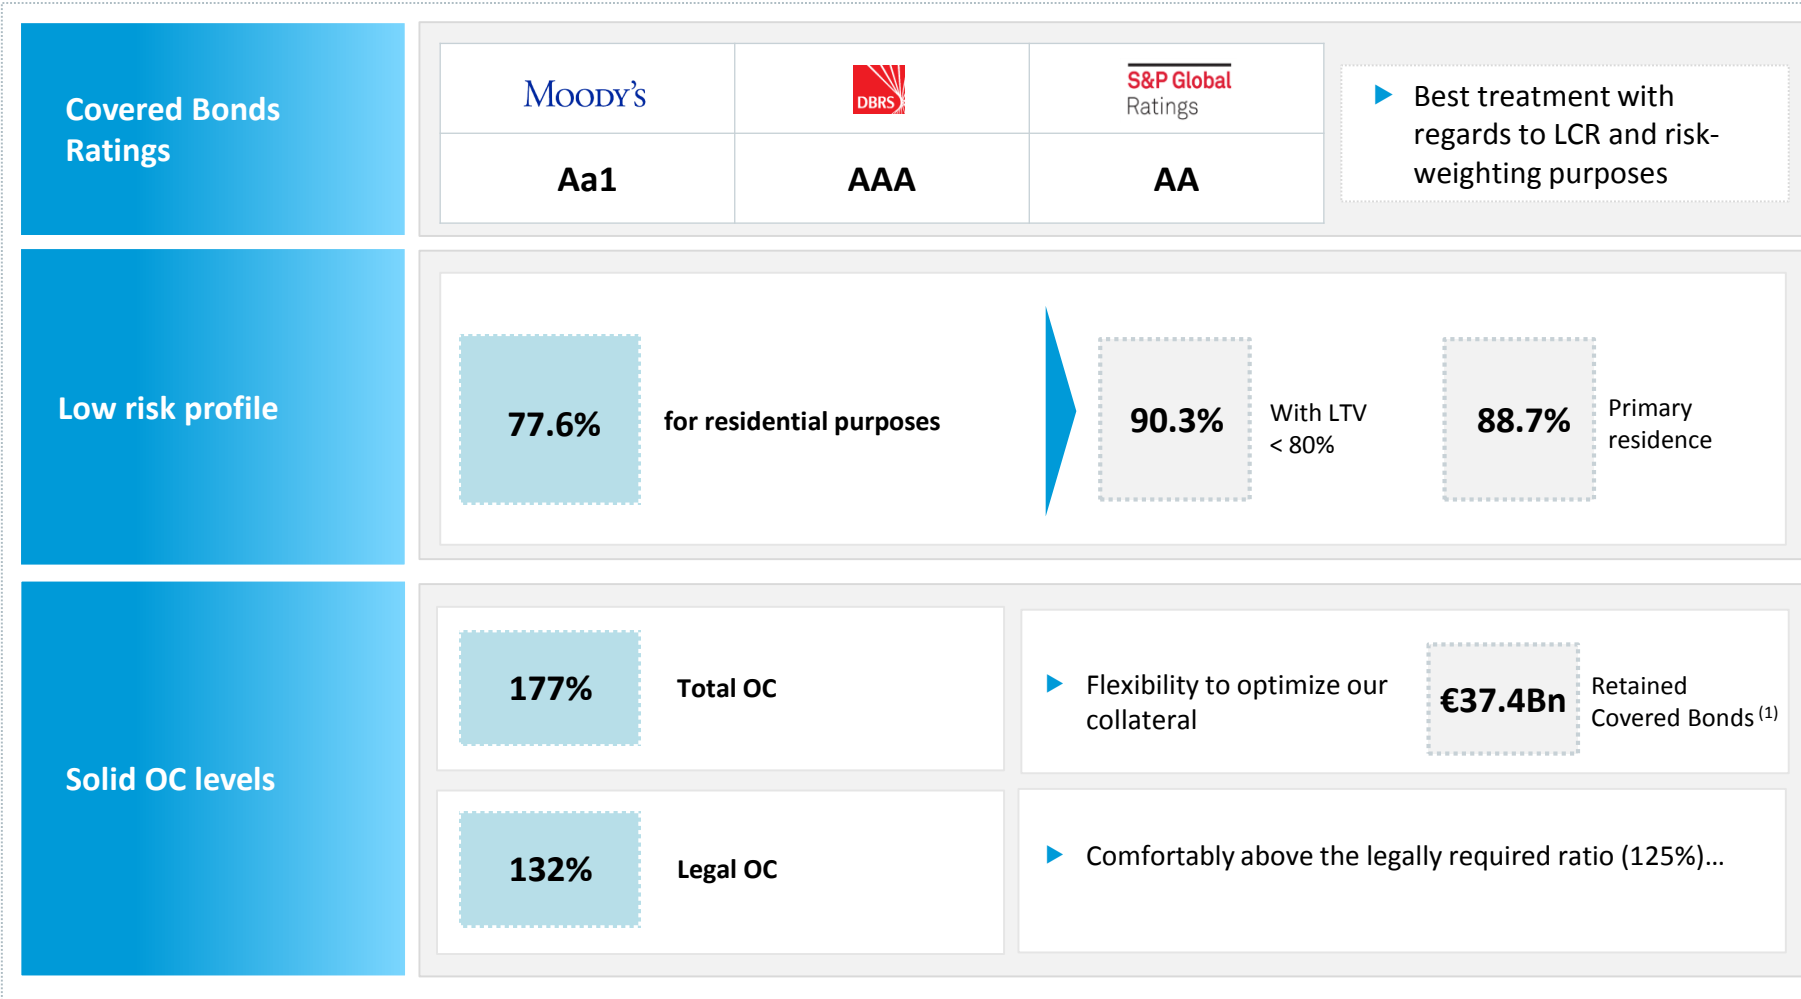 Covered Bonds
Ratings
MOODY'S
DBRS
S&P Global
Ratings
Aa1
AAA
AA
Best treatment with
regards to LCR and risk-
weighting purposes
Low risk profile
77.6%
for residential purposes
90.3%
With LTV
< 80%
88.7%
Primary
residence
Solid OC levels
177%
Total OC
Flexibility to optimize our
collateral
€37.4Bn
Retained
Covered Bonds (1)
132%
Legal OC
Comfortably above the legally required ratio (125%)…